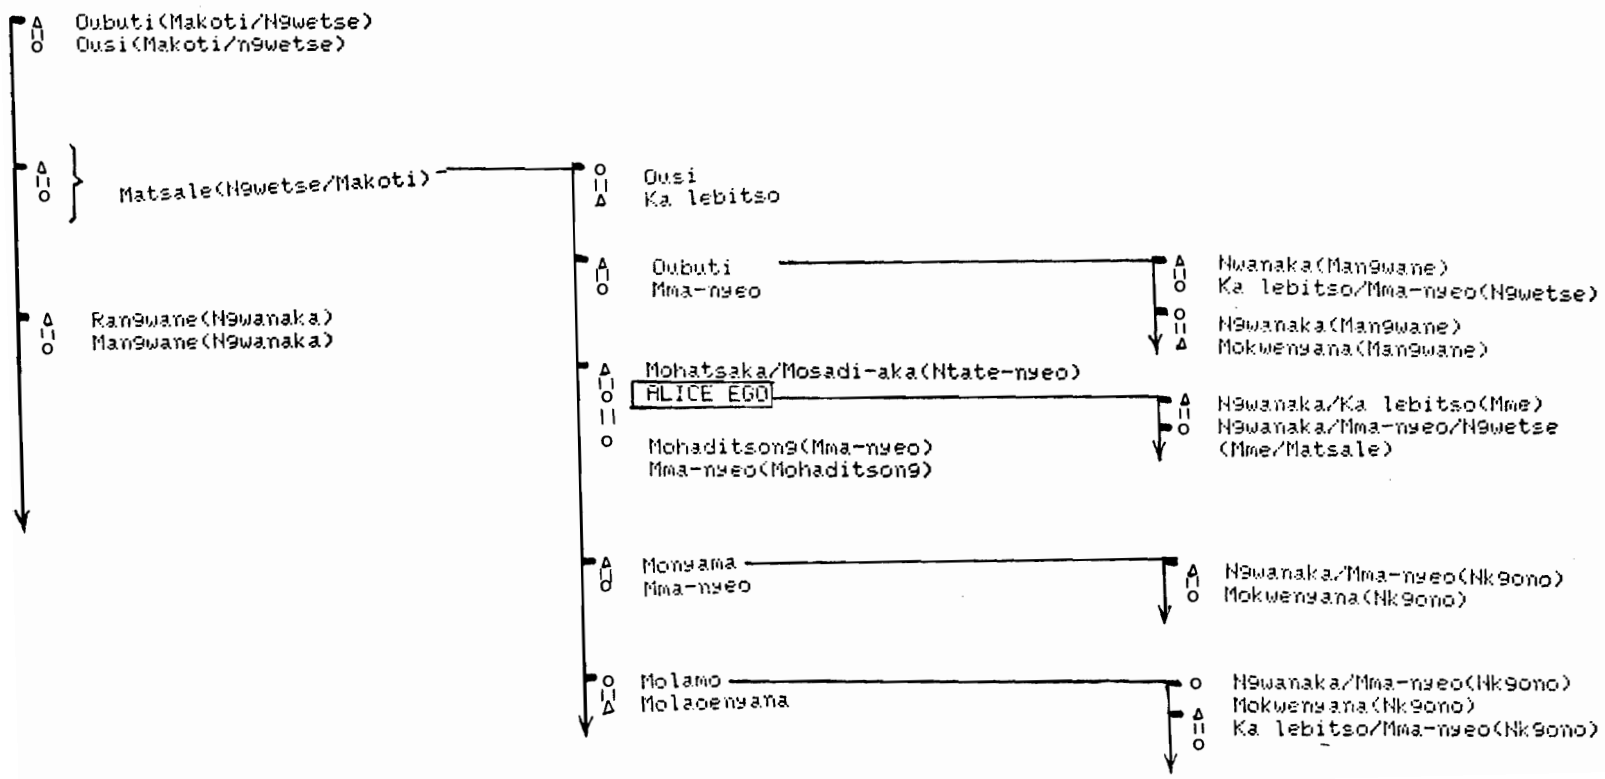 Oubuti(Makoti/Ngwetse)
Ousi(Makoti/ngwetse)
Matsale(Ngwetse/Makoti)
Rangwane(Ngwanaka)
Mangwane(Ngwanaka)
Ousi
Ka lebitso
Oubuti
Mma-nyeo
Mohatsaka/Mosadi-aka(Ntate-nyeo)
ALICE EGO
Mohaditsong(Mma-nyeo)
Mma-nyeo(Mohaditsong)
Monyama
Mma-nyeo
Molamo
Molaoenyana
Nwanaka(Mangwane)
Ka lebitso/Mma-nyeo(Ngwetse)
Ngwanaka(Mangwane)
Mokwenyana(Mangwane)
Ngwanaka/Ka lebitso(Mme)
Ngwanaka/Mma-nyeo/Ngwetse
(Mme/Matsale)
Ngwanaka/Mma-nyeo(Nkgono)
Mokwenyana(Nkgono)
Ngwanaka/Mma-nyeo(Nkgono)
Mokwenyana(Nkgono)
Ka lebitso/Mma-nyeo(Nkgono)